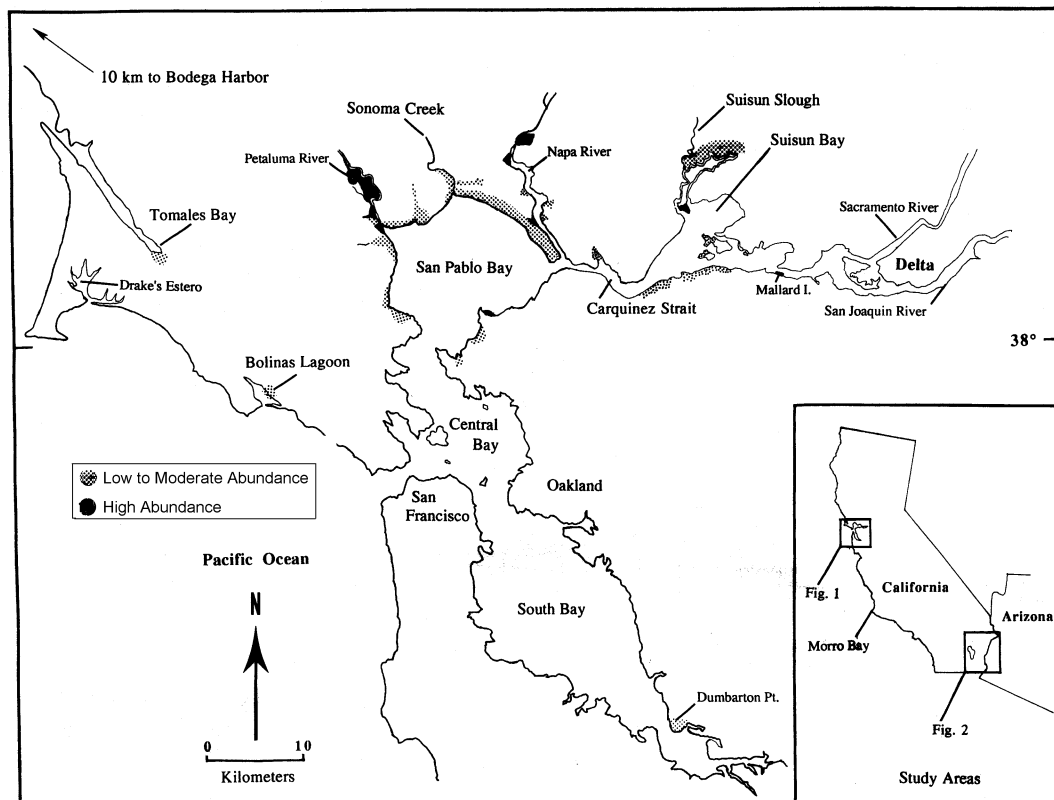 10 km to Bodega Harbor
Sonoma Creek
Suisun Slough
Suisun Bay
Petaluma River
Napa River
Tomales Bay
Sacramento River
Drake's Estero
San Pablo Bay
Delta
Mallard I.
Carquinez Strait
San Joaquin River
38°
Bolinas Lagoon
Central
Bay
Low to Moderate Abundance
High Abundance
San
Francisco
Oakland
Pacific Ocean
N
South Bay
Dumbarton Pt.
0 10
Kilometers
Fig. 1
California
Arizona
Morro Bay
Fig. 2
Study Areas